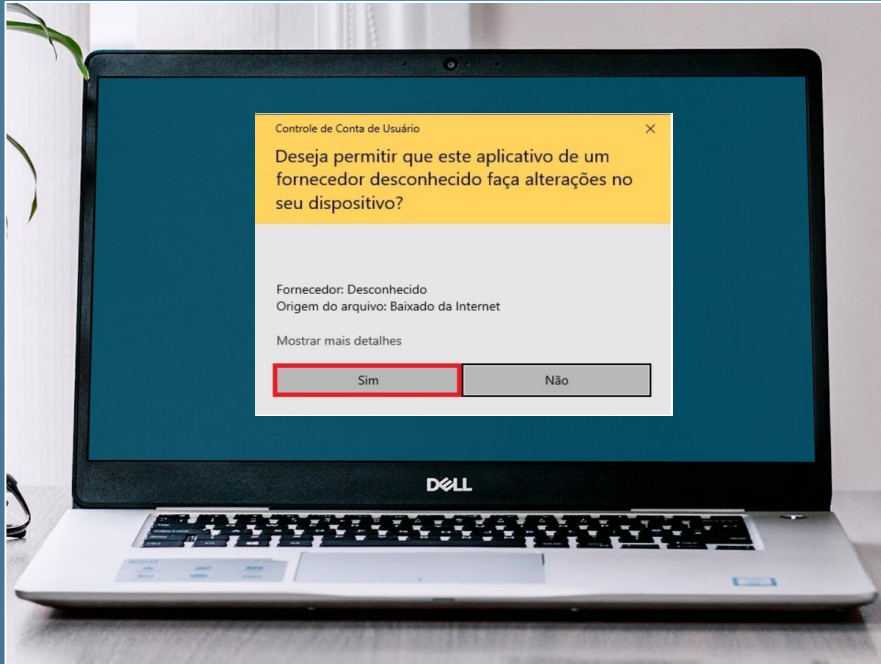 Controle de Conta de Usuário
Deseja permitir que este aplicativo de um
fornecedor desconhecido faça alterações no
seu dispositivo?
Fornecedor: Desconhecido
Origem do arquivo: Baixado da Internet
Mostrar mais detalhes
Sim
Não
DELL